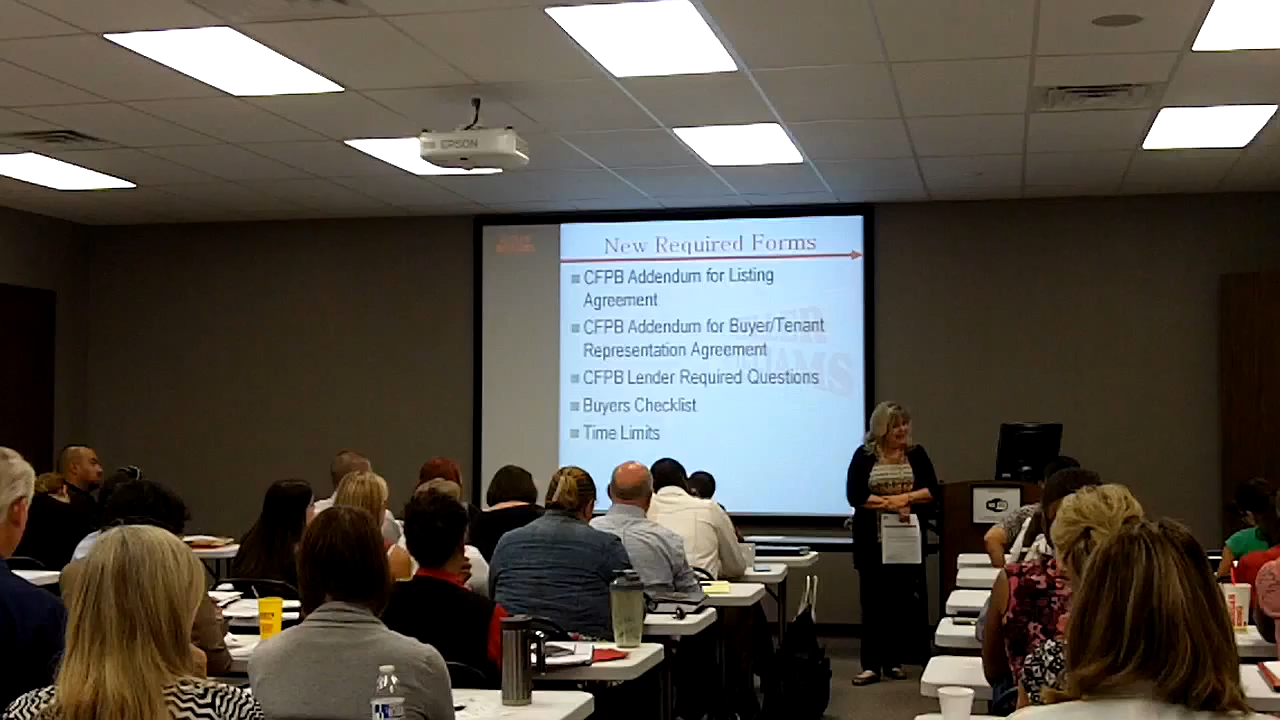 EPSON
New Required Forms
CFPB Addendum for Listing
Agreement
CFPB Addendum for Buyer/Tenant
Representation Agreement
CFPB Lender Required Questions
Buyers Checklist
Time Limits